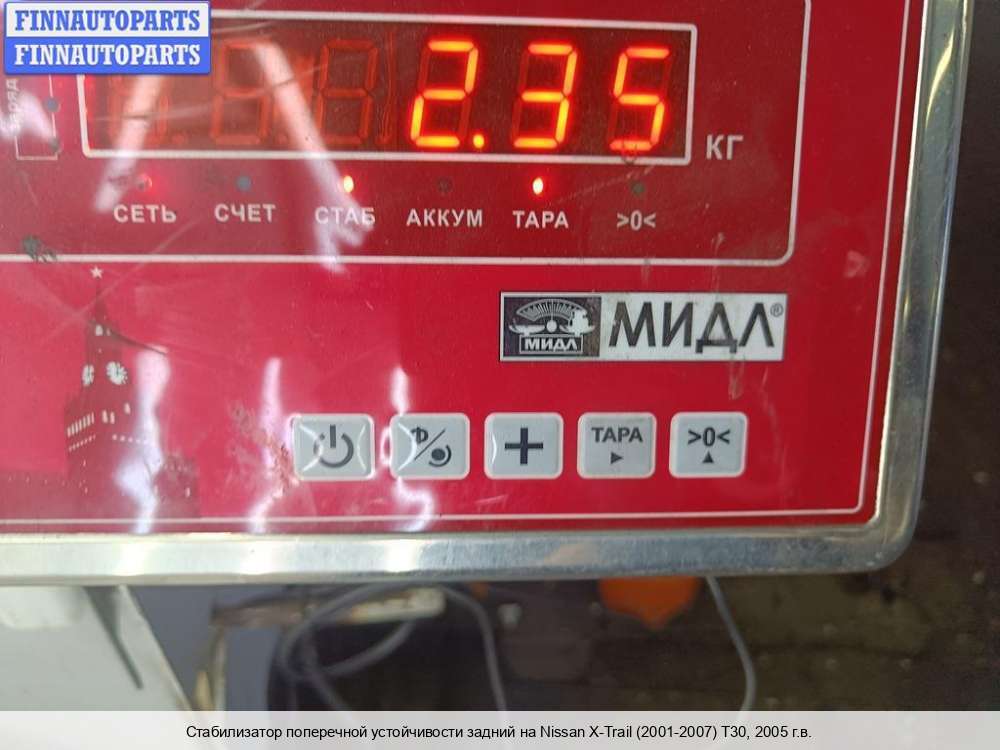 FINNAUTOPARTS
FINNAUTOPARTS
2.35
КГ
СЕТЬ СЧЕТ СТАБ АККУМ ТАРА >0<
МИДЛ
МИДЛ®
ТАРА >0<
Стабилизатор поперечной устойчивости задний на Nissan X-Trail (2001-2007) T30, 2005 г.в.